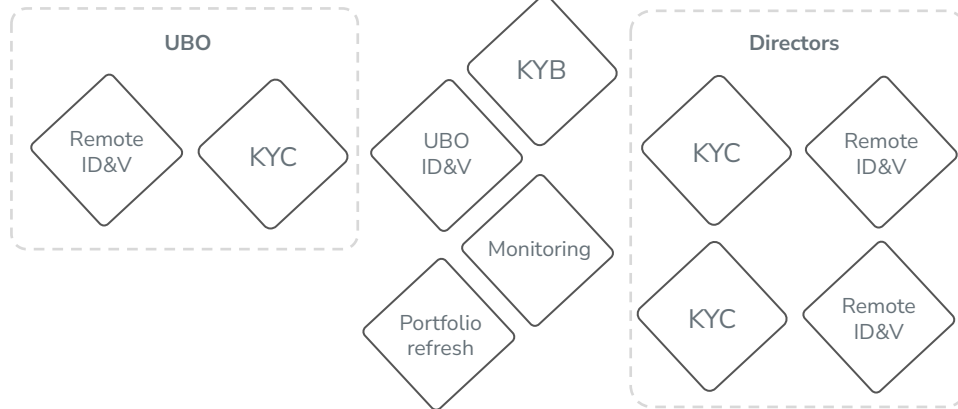 UBO
Remote
ID&V
KYC
KYB
UBO
ID&V
Monitoring
Portfolio
refresh
Directors
KYC
Remote
ID&V
KYC
Remote
ID&V